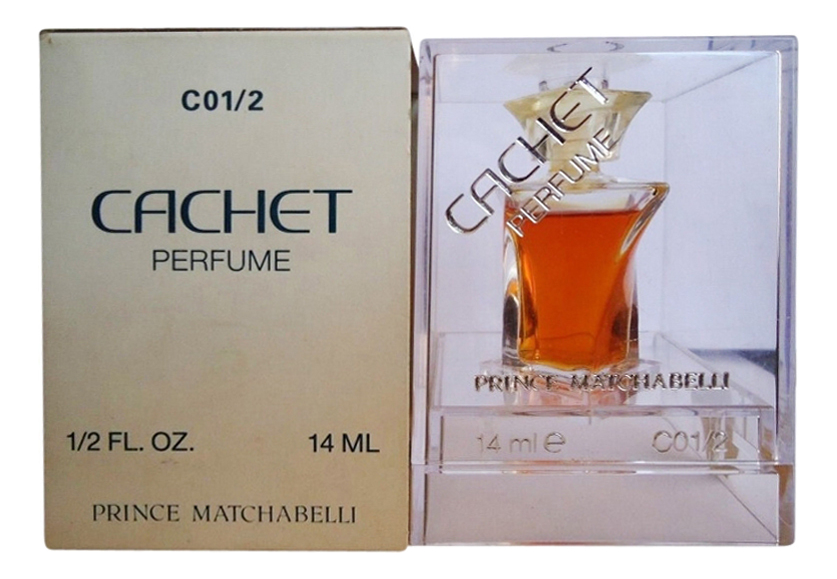 C01/2
CACHET
PERFUME
1/2 FL. OZ. 14 ML
PRINCE MATCHABELLI
CACHET
PERFUME
PRINCE MATCHABELLI
14 ml e C01/2